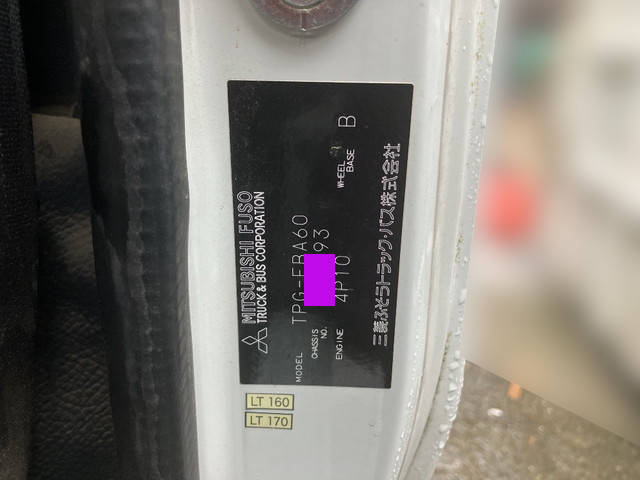 MITSUBISHI FUSO
TRUCK & BUS CORPORATION
MODEL TPG-FBA60
CHASSIS NO. 93
ENGINE 4P10
WHEEL BASE B
三菱ふそうトラック・バス株式会社
LT 160
LT 170